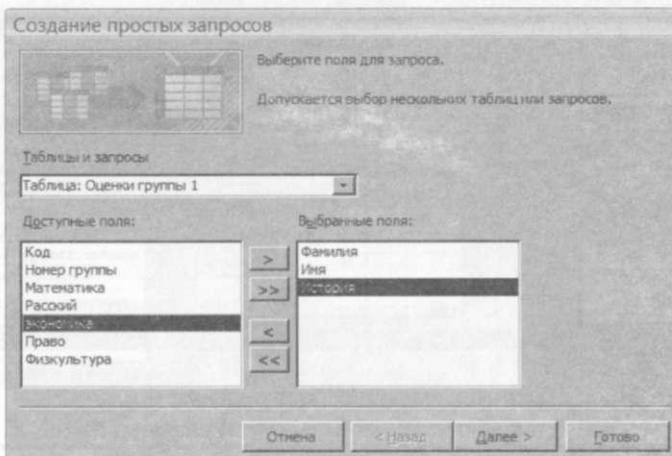 Создание простых запросов
Выберите поля для запроса.
Допускается выбор нескольких таблиц или запросов.
Таблицы и запросы
Таблица: Оценки группы 1
Доступные поля:
Выбранные поля:
Код
Номер группы
Математика
Расский
экономика
Право
Физкультура
>
>>
<
<<
Фамилия
Имя
История
Отмена
< Назад
Далее >
Готово